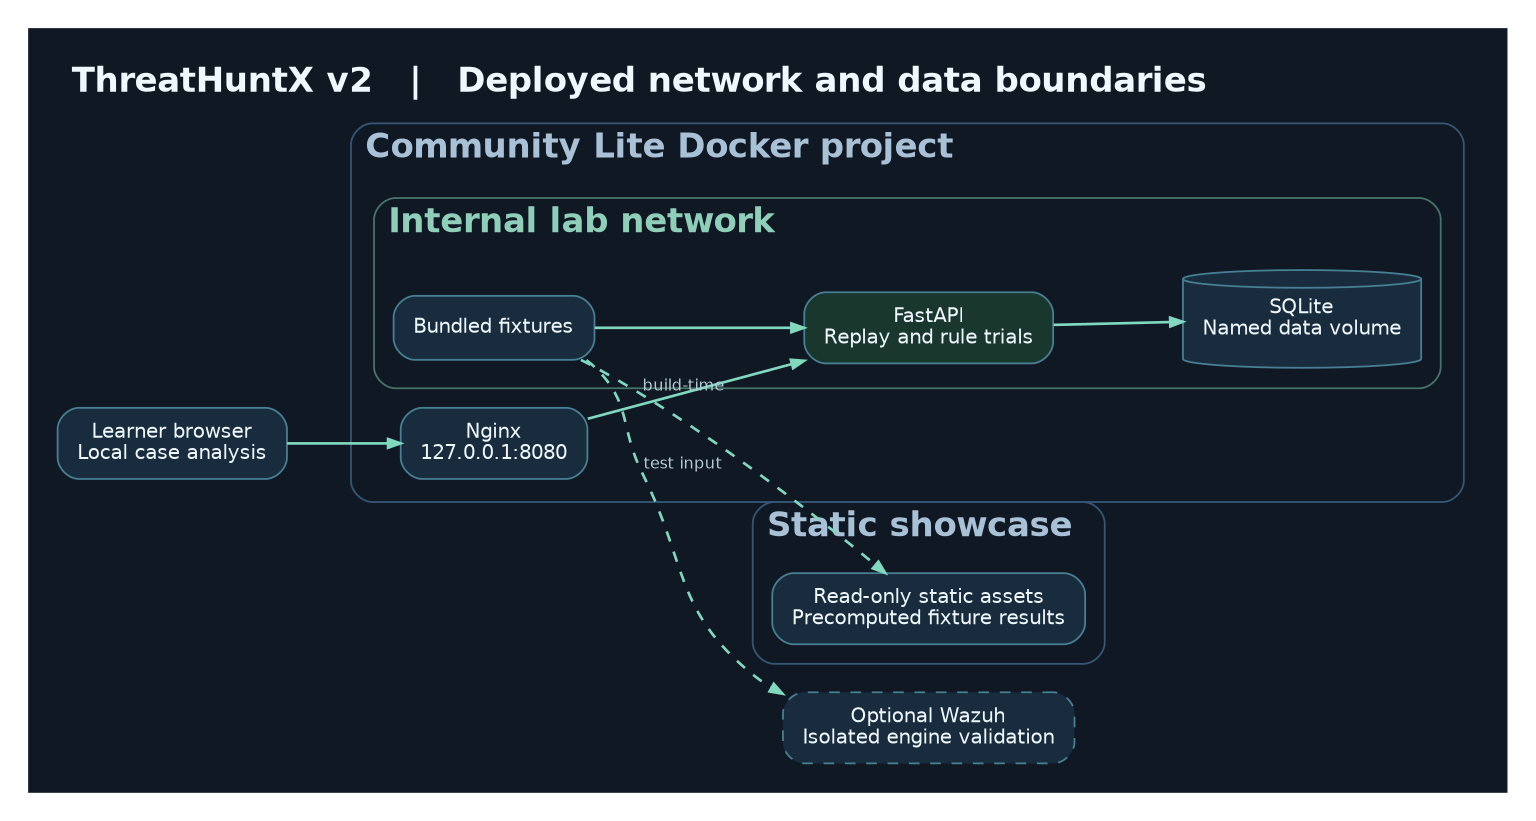 ThreatHuntX v2 | Deployed network and data boundaries
Community Lite Docker project
Internal lab network
Bundled fixtures
FastAPI
Replay and rule trials
SQLite
Named data volume
build-time
Learner browser
Local case analysis
Nginx
127.0.0.1:8080
test input
Static showcase
Read-only static assets
Precomputed fixture results
Optional Wazuh
Isolated engine validation